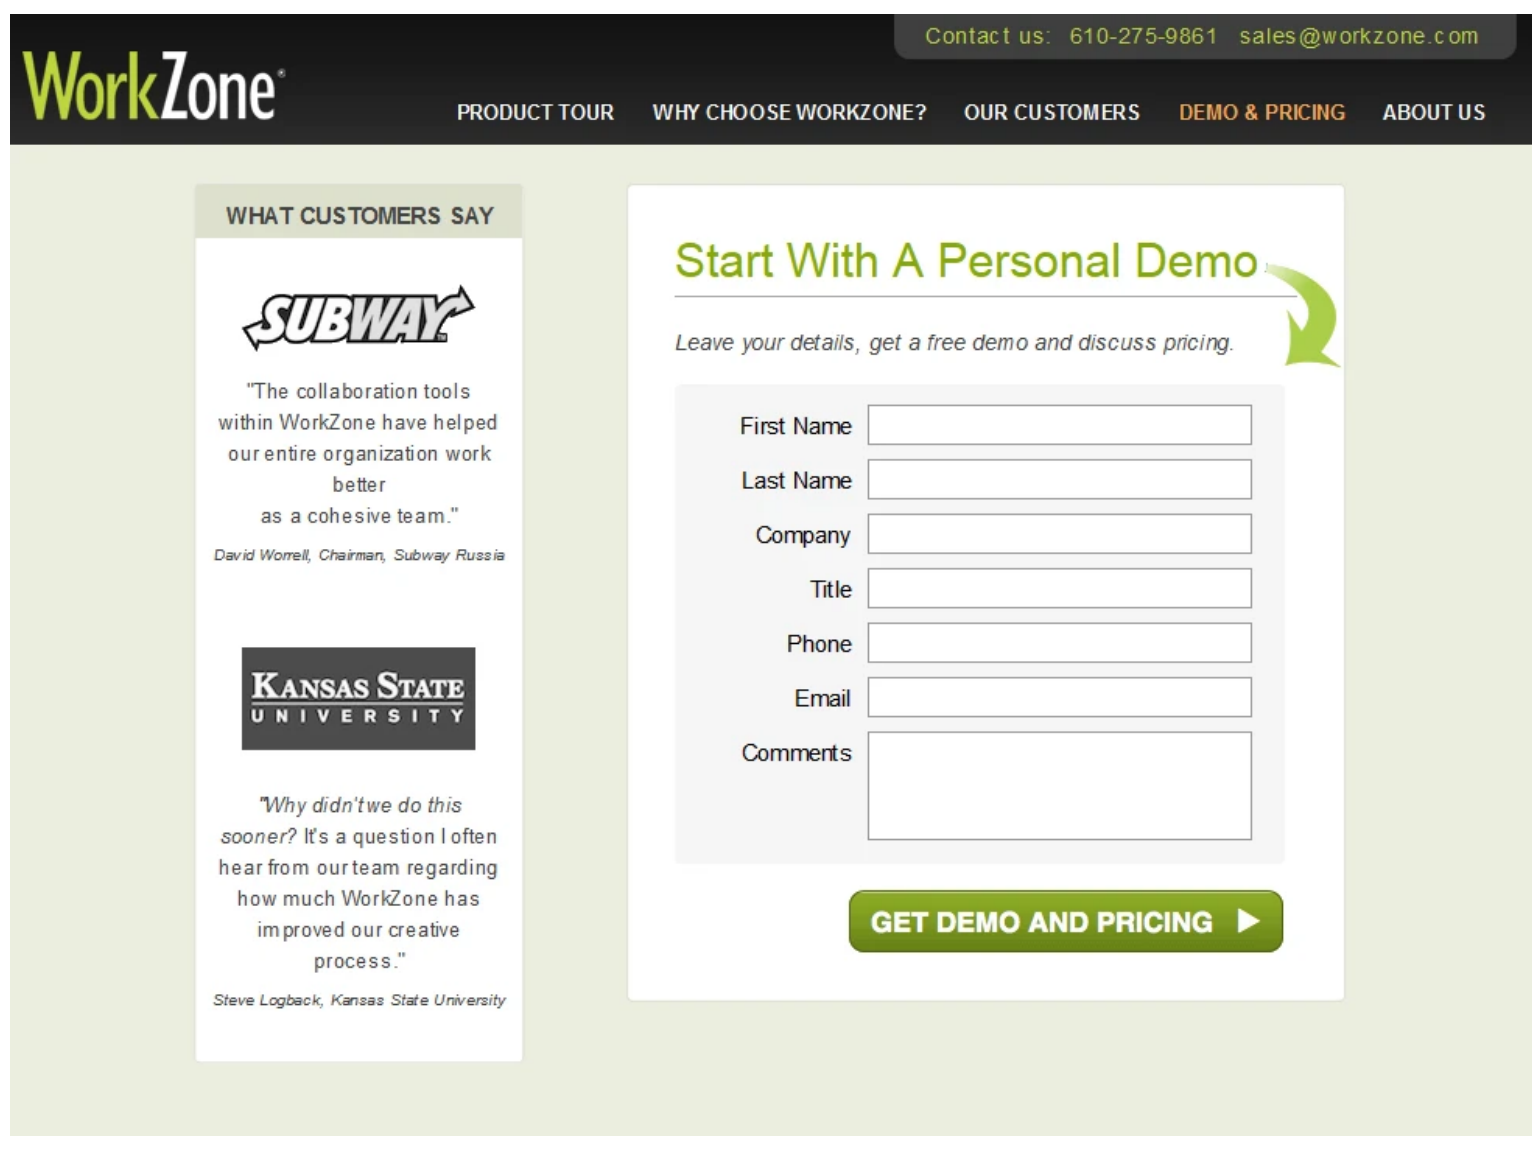 Contact us: 610-275-9861 sales@workzone.com
WorkZone®
PRODUCT TOUR WHY CHOOSE WORKZONE? OUR CUSTOMERS DEMO & PRICING ABOUT US
WHAT CUSTOMERS SAY
SUBWAY™
"The collaboration tools
within WorkZone have helped
our entire organization work
better
as a cohesive team."
David Worrell, Chairman, Subway Russia
KANSAS STATE
UNIVERSITY
"Why didn't we do this
sooner? It's a question I often
hear from our team regarding
how much WorkZone has
improved our creative
process."
Steve Logback, Kansas State University
Start With A Personal Demo
Leave your details, get a free demo and discuss pricing.
First Name
Last Name
Company
Title
Phone
Email
Comments
GET DEMO AND PRICING